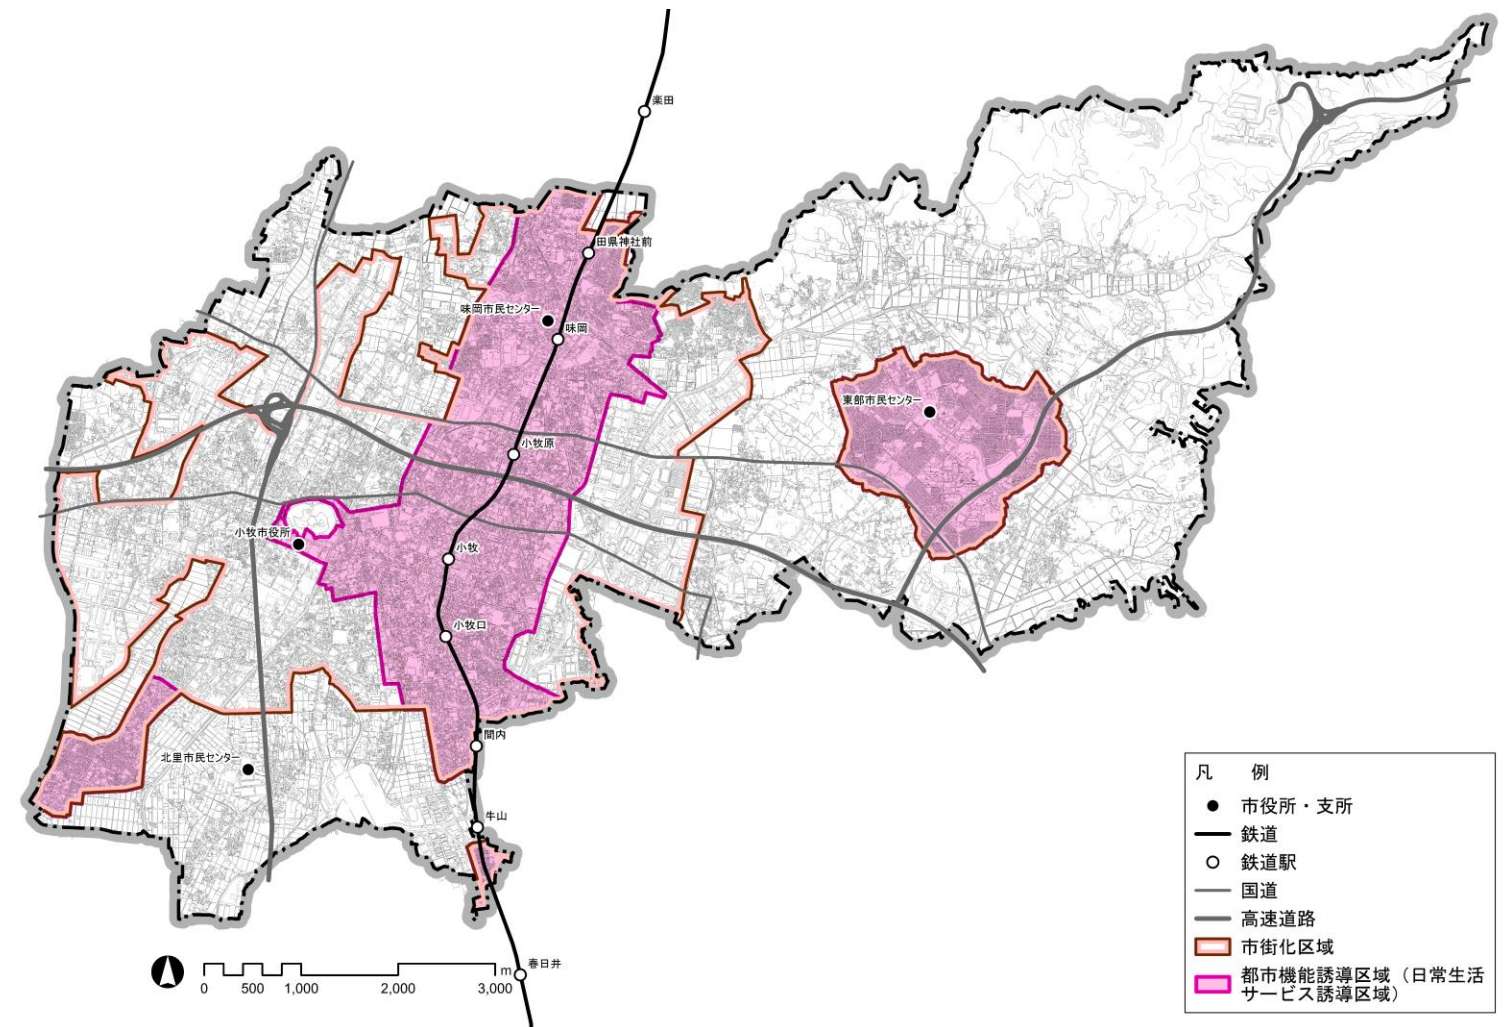 楽田
田県神社前
味岡市民センター
味岡
東部市民センター
小牧原
小牧市役所
小牧
小牧口
間内
北里市民センター
牛山
春日井
0 500 1,000 2,000 3,000 m
凡 例
市役所・支所
鉄道
鉄道駅
国道
高速道路
市街化区域
都市機能誘導区域（日常生活
サービス誘導区域）